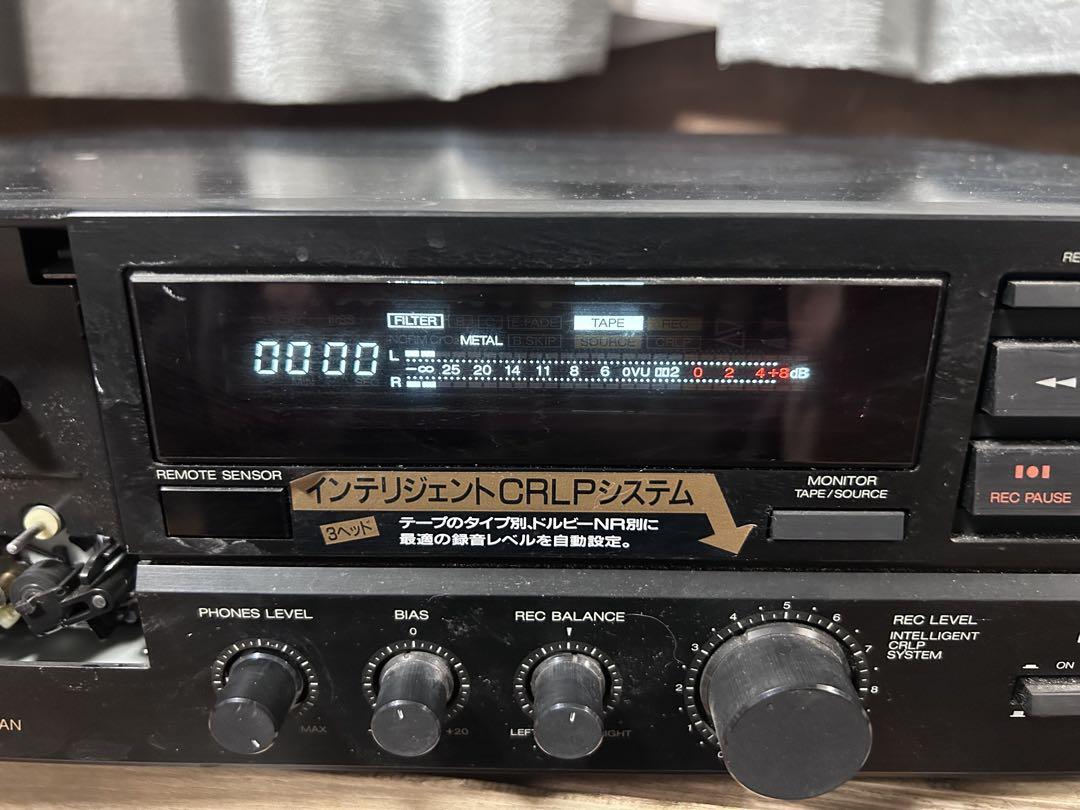 FILTER
TAPE
REC
SOURCE
CRLP
B.SKIP
METAL
0000
L
-∞ 25 20 14 11 8 6 0VU 2 0 2 4 +8dB
R
REMOTE SENSOR
インテリジェントCRLPシステム
3ヘッド
テープのタイプ別、ドルビーNR別に
最適の録音レベルを自動設定。
MONITOR
TAPE/SOURCE
REC PAUSE
PHONES LEVEL
MAX
BIAS
0
+20
REC BALANCE
2 3 4 5 6 7 8
REC LEVEL
INTELLIGENT
CRLP
SYSTEM
ON